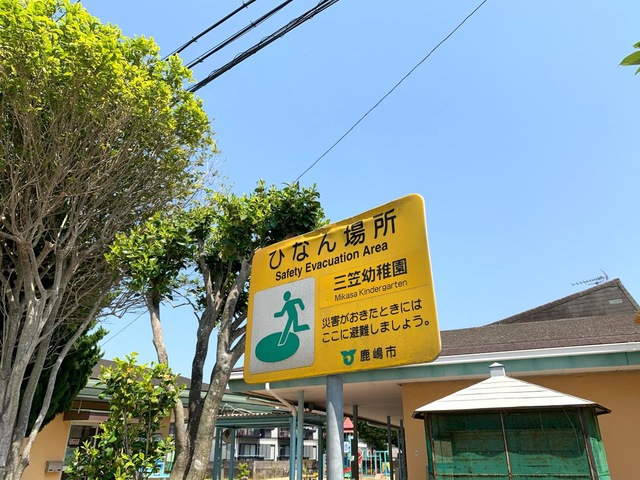 ひなん場所
Safety Evacuation Area
三笠幼稚園
Mikasa Kindergarten
災害がおきたときには
ここに避難しましょう。
鹿嶋市